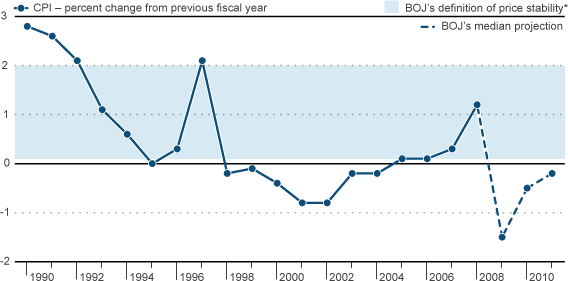 CPI – percent change from previous fiscal year
BOJ's definition of price stability*
BOJ's median projection
3
2
1
0
-1
-2
1990 1992 1994 1996 1998 2000 2002 2004 2006 2008 2010